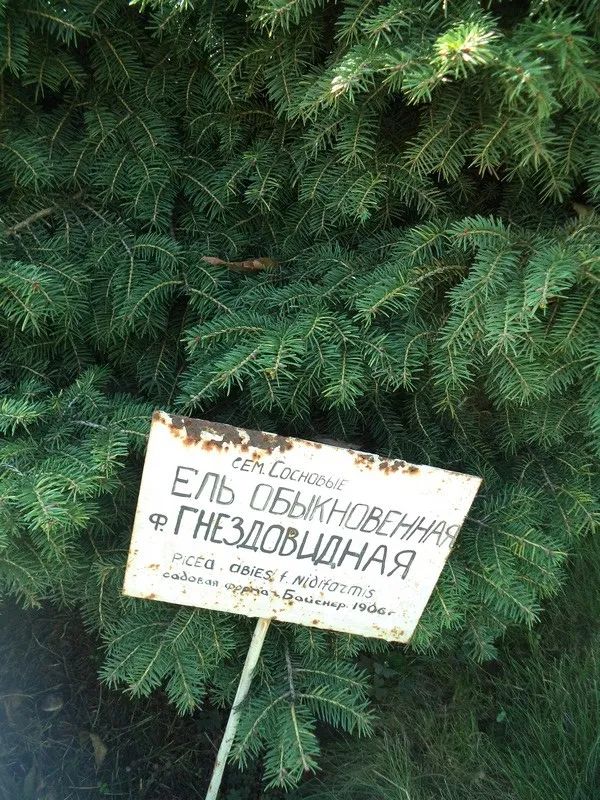 сем. Сосновые
Ель обыкновенная
ф. гнездовидная
Picea abies f. Nidiformis
садовая форма Байснер 1906г